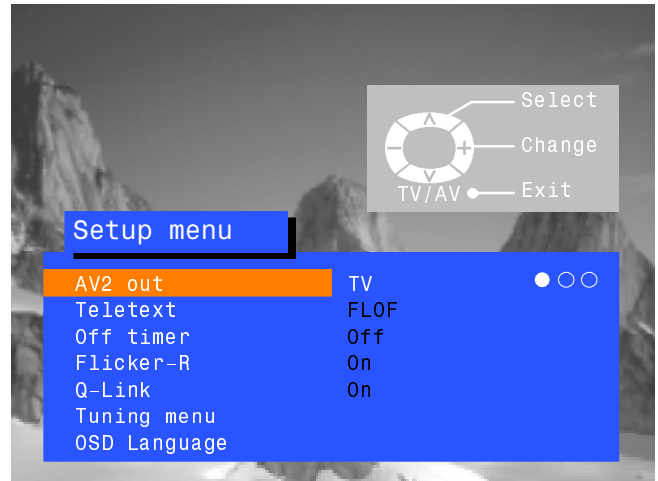 Select
Change
TV/AV Exit
Setup menu
AV2 out TV
Teletext FLOF
Off timer Off
Flicker-R On
Q-Link On
Tuning menu
OSD Language